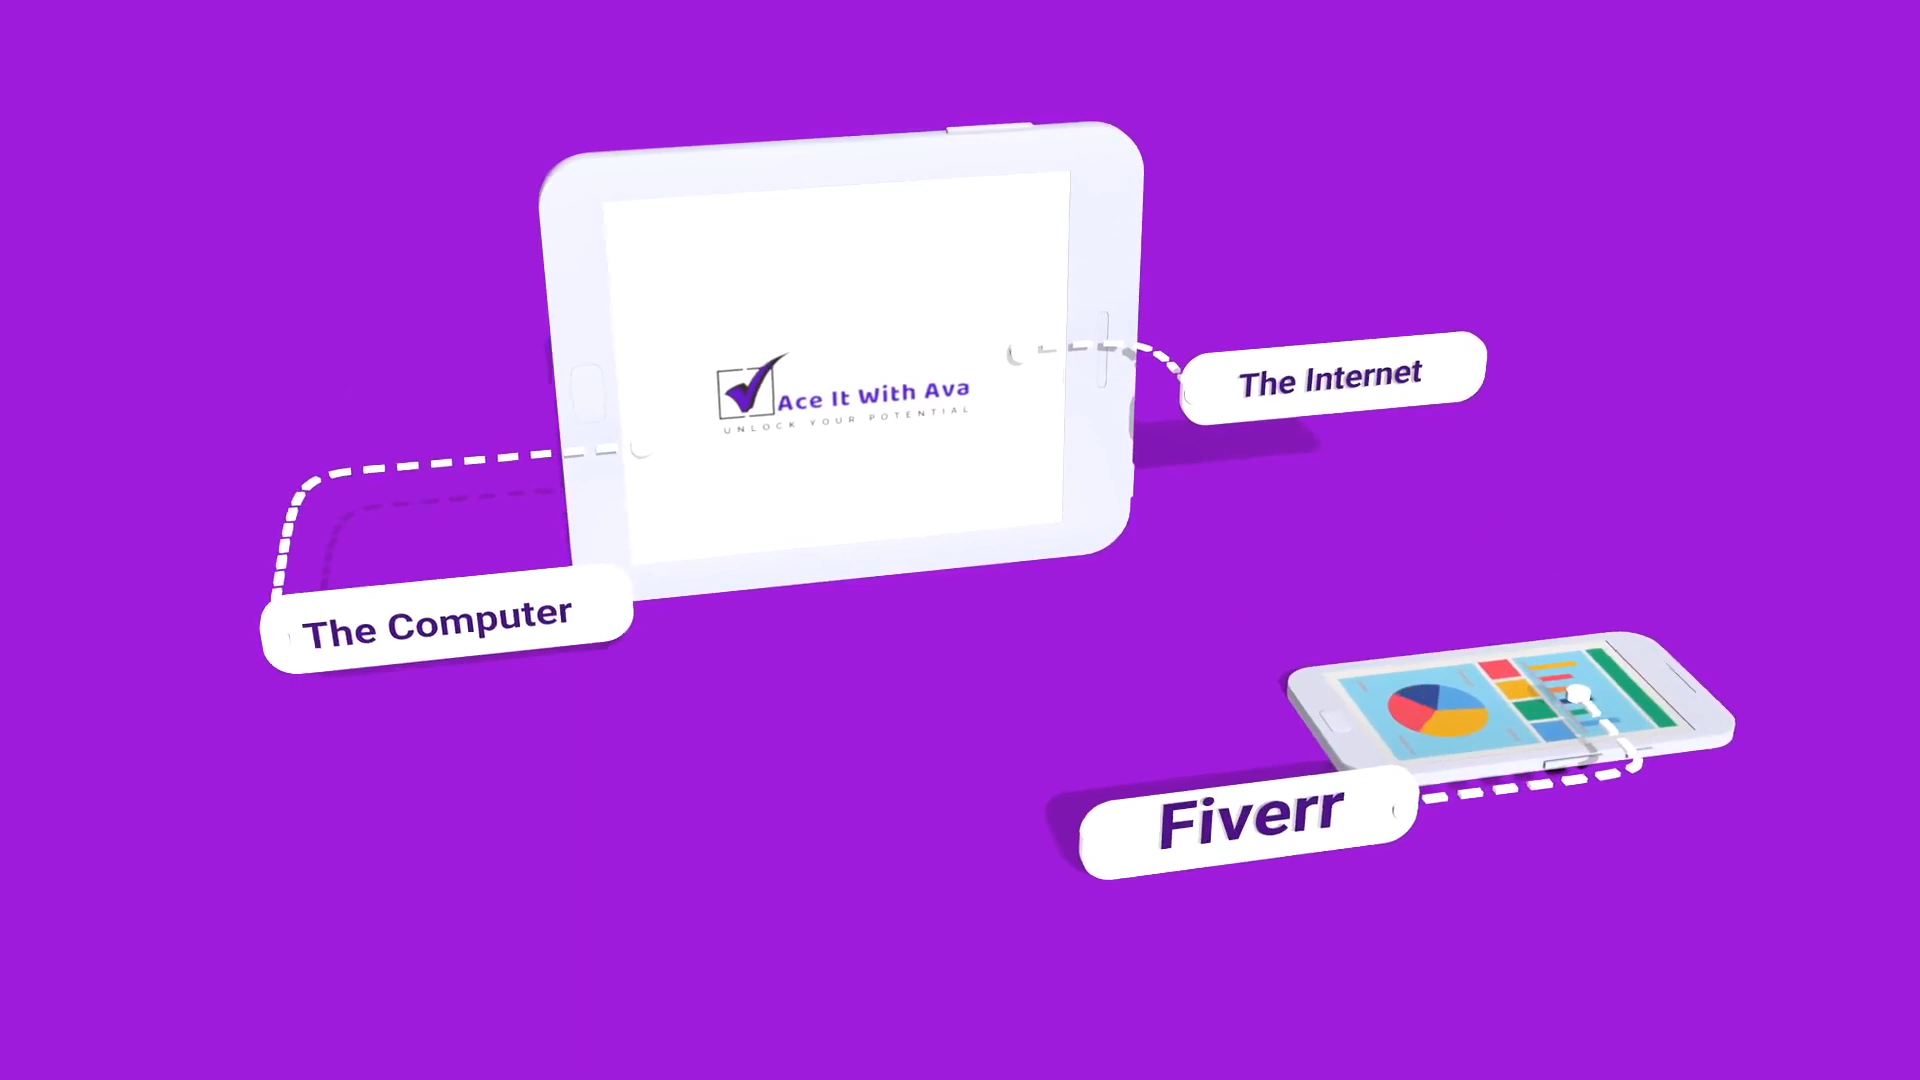 Ace It With Ava
UNLOCK YOUR POTENTIAL
The Internet
The Computer
Fiverr